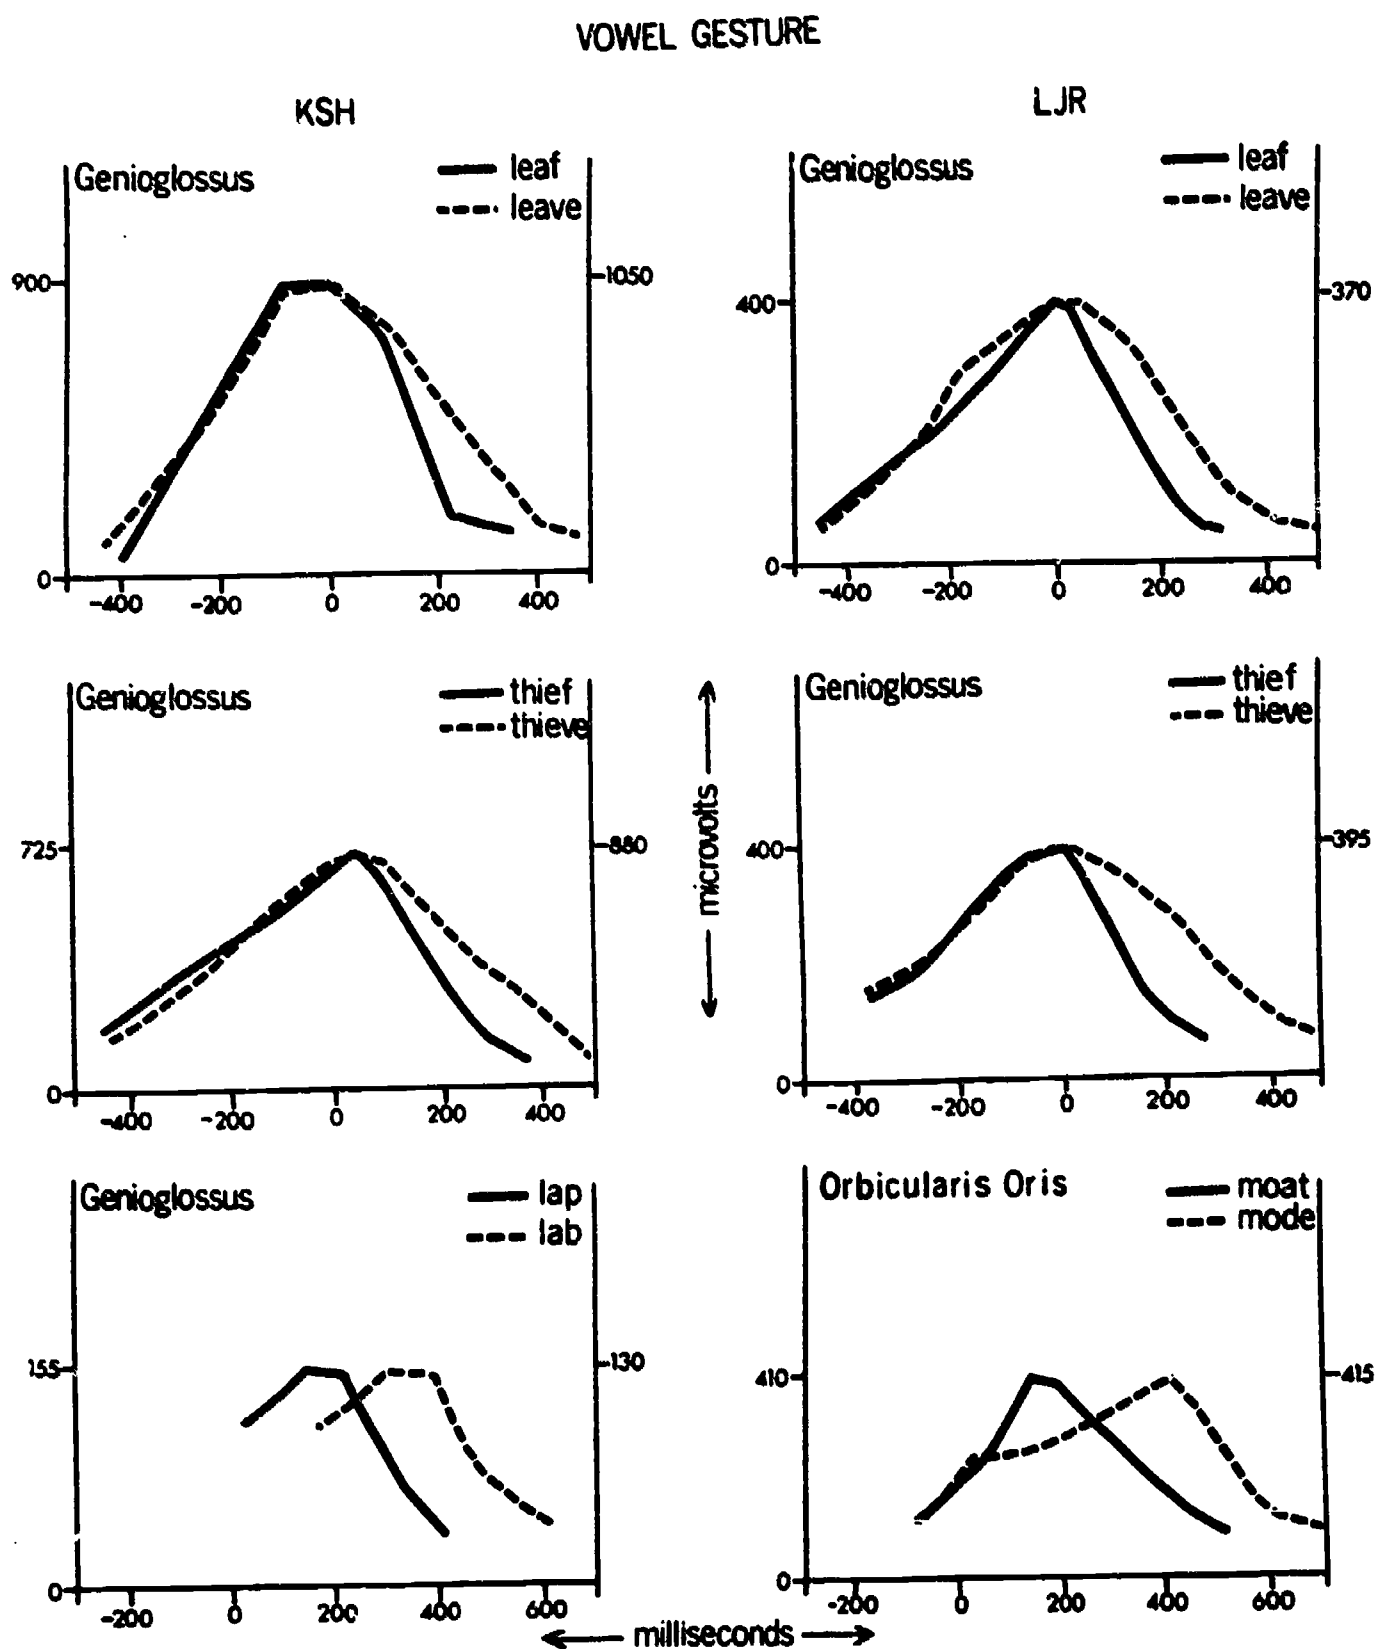 VOWEL GESTURE
KSH
LJR
Genioglossus
leaf
leave
900
1050
0
-400 -200 0 200 400
Genioglossus
leaf
leave
400
370
0
-400 -200 0 200 400
Genioglossus
thief
thieve
725
880
0
-400 -200 0 200 400
microvolts
Genioglossus
thief
thieve
400
395
0
-400 -200 0 200 400
Genioglossus
lap
lab
155
130
0
-200 0 200 400 600
Orbicularis Oris
moat
mode
410
415
0
-200 0 200 400 600
milliseconds